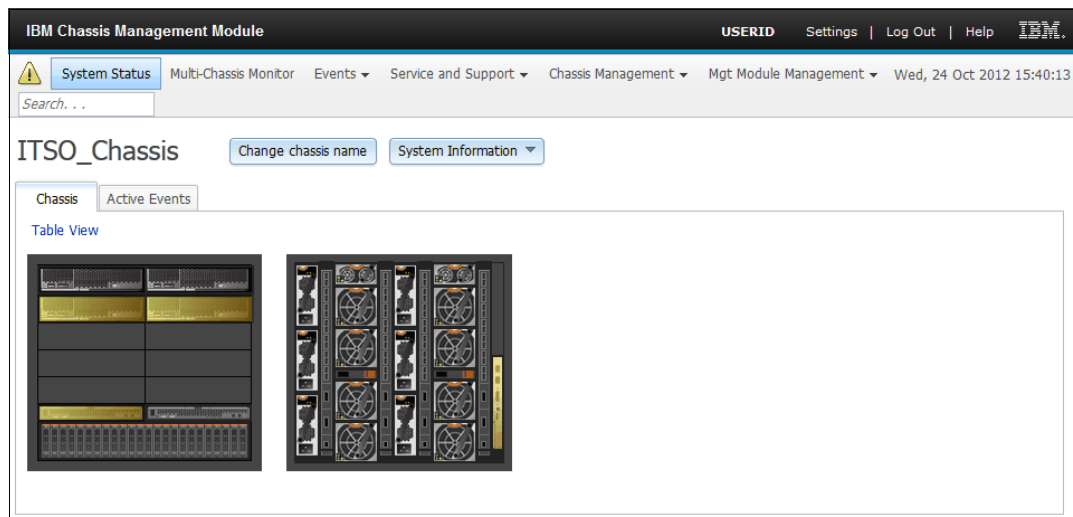 IBM Chassis Management Module USERID Settings | Log Out | Help IBM.
System Status Multi-Chassis Monitor Events Service and Support Chassis Management Mgt Module Management Wed, 24 Oct 2012 15:40:13
Search. . .
ITSO_Chassis Change chassis name System Information
Chassis Active Events
Table View